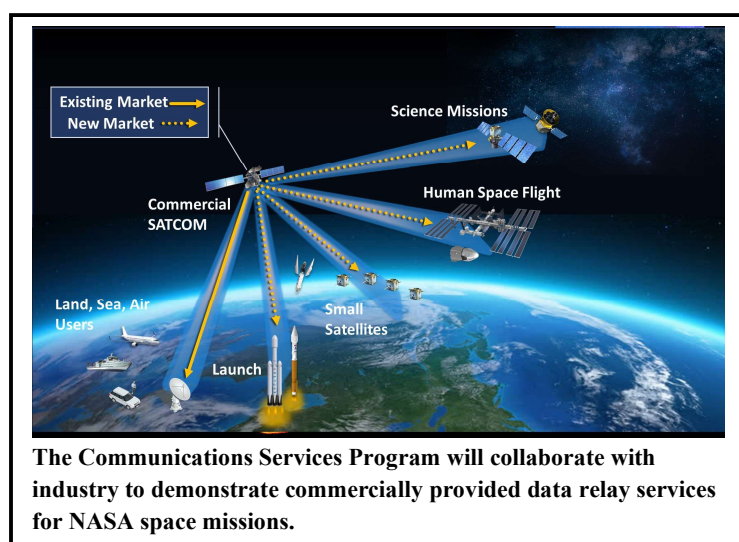 Existing Market
New Market
Science Missions
Human Space Flight
Commercial
SATCOM
Land, Sea, Air
Users
Small
Satellites
Launch
The Communications Services Program will collaborate with
industry to demonstrate commercially provided data relay services
for NASA space missions.